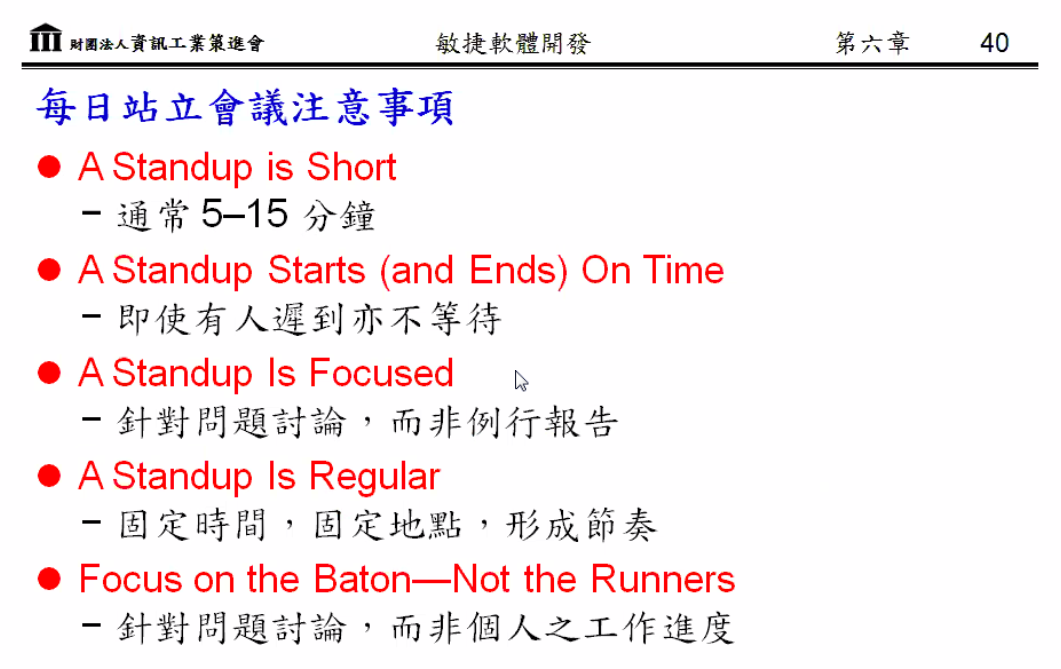 財團法人資訊工業策進會 敏捷軟體開發 第六章 40
每日站立會議注意事項
● A Standup is Short
– 通常 5–15 分鐘
● A Standup Starts (and Ends) On Time
– 即使有人遲到亦不等待
● A Standup Is Focused
– 針對問題討論，而非例行報告
● A Standup Is Regular
– 固定時間，固定地點，形成節奏
● Focus on the Baton—Not the Runners
– 針對問題討論，而非個人之工作進度